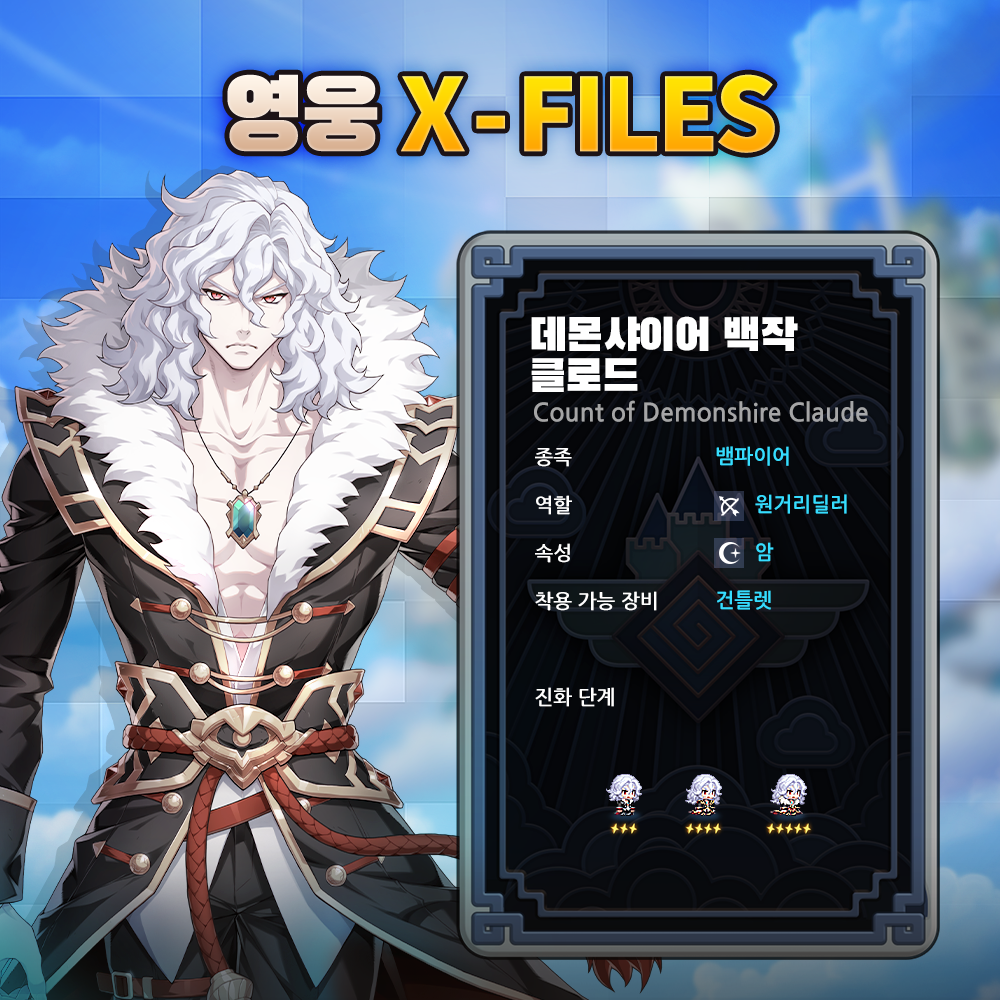 영웅 X-FILES
데몬샤이어 백작
클로드
Count of Demonshire Claude
종족 뱀파이어
역할 원거리딜러
속성 암
착용 가능 장비 건틀렛
진화 단계